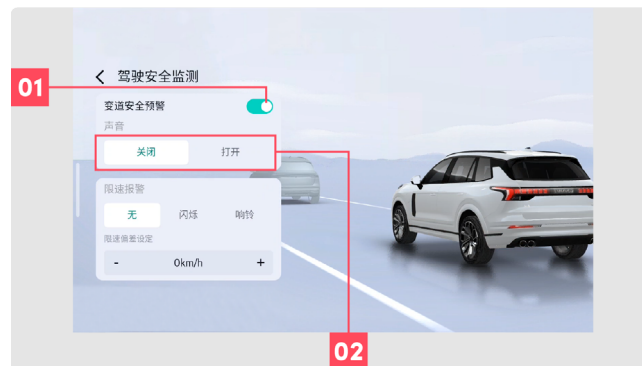 01
驾驶安全监测
变道安全预警
声音
关闭 打开
限速报警
无 闪烁 响铃
限速偏差设定
- 0km/h +
02